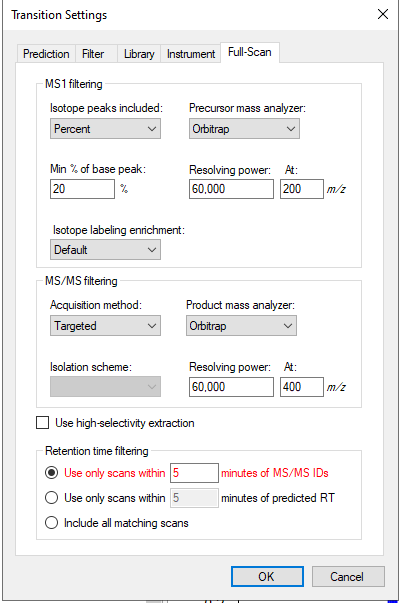 Transition Settings
Prediction Filter Library Instrument Full-Scan
MS1 filtering
Isotope peaks included: Precursor mass analyzer:
Percent Orbitrap
Min % of base peak: Resolving power: At:
20 % 60,000 200 m/z
Isotope labeling enrichment:
Default
MS/MS filtering
Acquisition method: Product mass analyzer:
Targeted Orbitrap
Isolation scheme: Resolving power: At:
60,000 400 m/z
Use high-selectivity extraction
Retention time filtering
Use only scans within 5 minutes of MS/MS IDs
Use only scans within 5 minutes of predicted RT
Include all matching scans
OK Cancel